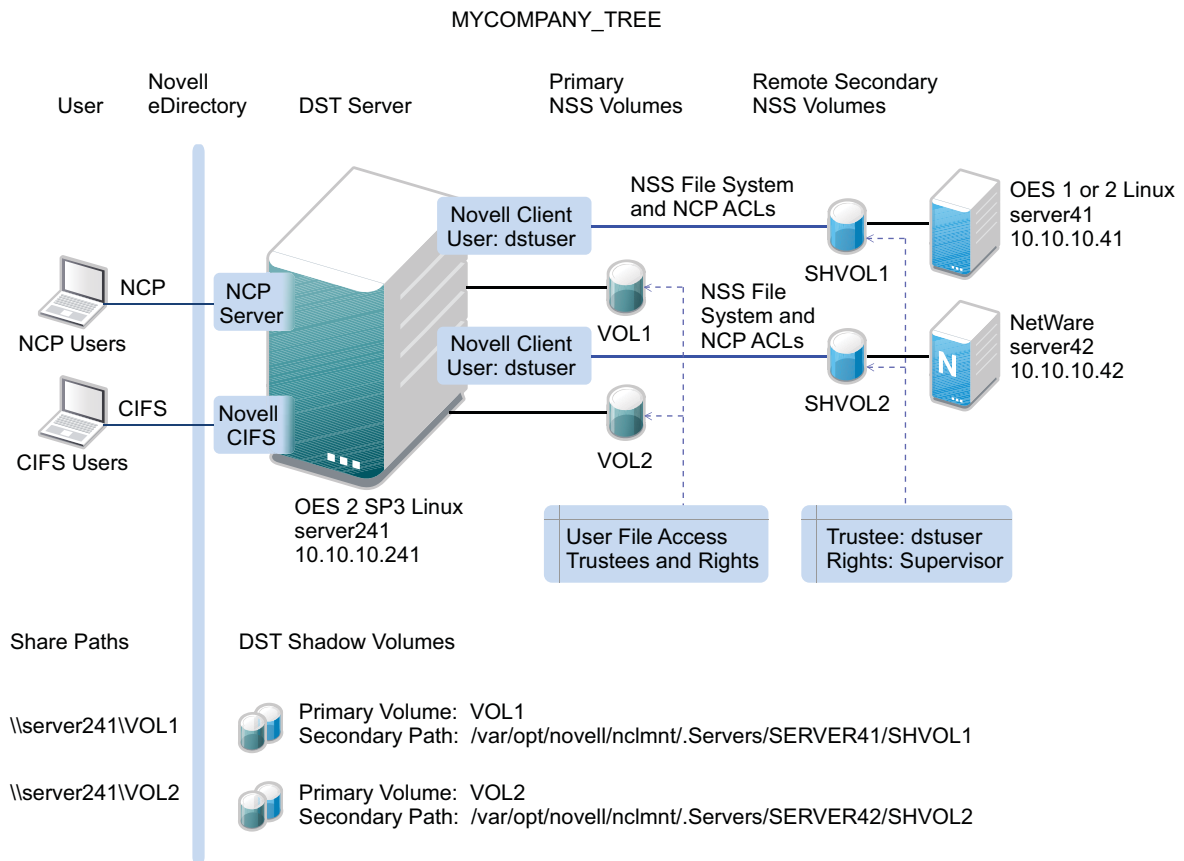 MYCOMPANY_TREE
User
Novell
eDirectory
DST Server
Primary
NSS Volumes
Remote Secondary
NSS Volumes
Novell Client
User: dstuser
NSS File System
and NCP ACLs
SHVOL1
OES 1 or 2 Linux
server41
10.10.10.41
NCP
NCP Users
NCP
Server
VOL1
Novell Client
User: dstuser
NSS File
System and
NCP ACLs
SHVOL2
N
NetWare
server42
10.10.10.42
CIFS
CIFS Users
Novell
CIFS
VOL2
OES 2 SP3 Linux
server241
10.10.10.241
User File Access
Trustees and Rights
Trustee: dstuser
Rights: Supervisor
Share Paths
DST Shadow Volumes
\\server241\VOL1
Primary Volume: VOL1
Secondary Path: /var/opt/novell/nclmnt/.Servers/SERVER41/SHVOL1
\\server241\VOL2
Primary Volume: VOL2
Secondary Path: /var/opt/novell/nclmnt/.Servers/SERVER42/SHVOL2